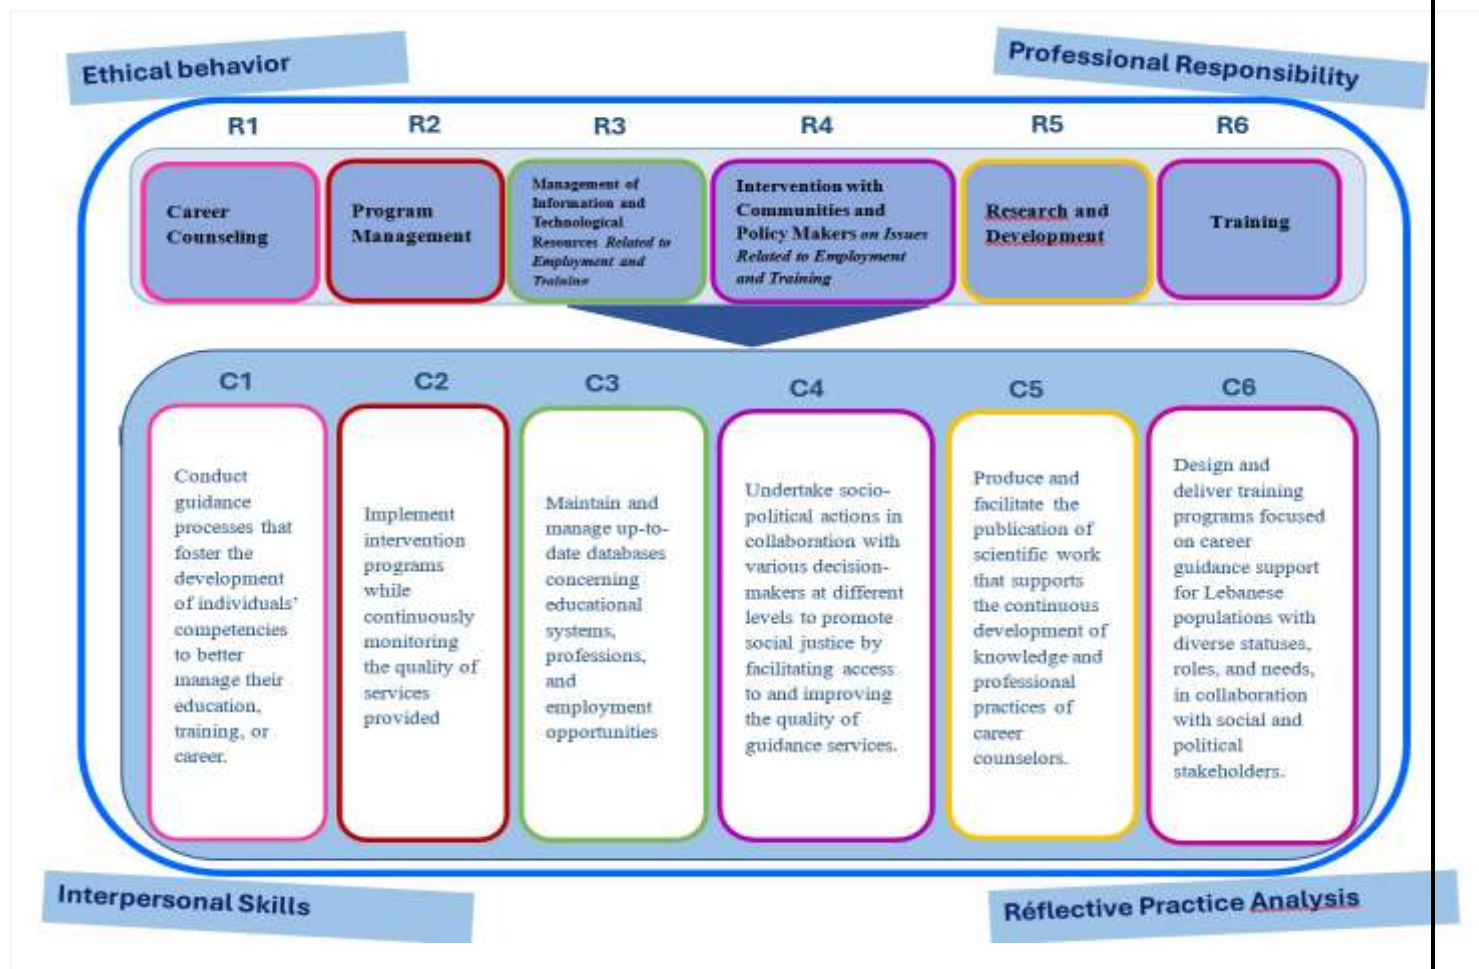 Ethical behavior
Professional Responsibility
R1
R2
R3
R4
R5
R6
Career
Counseling
Program
Management
Management of
Information and
Technological
Resources Related to
Employment and
Training
Intervention with
Communities and
Policy Makers on Issues
Related to Employment
and Training
Research and
Development
Training
C1
C2
C3
C4
C5
C6
Conduct
guidance
processes that
foster the
development
of individuals’
competencies
to better
manage their
education,
training, or
career.
Implement
intervention
programs
while
continuously
monitoring
the quality of
services
provided
Maintain and
manage up-to-
date databases
concerning
educational
systems,
professions,
and
employment
opportunities
Undertake socio-
political actions in
collaboration with
various decision-
makers at different
levels to promote
social justice by
facilitating access
to and improving
the quality of
guidance services.
Produce and
facilitate the
publication of
scientific work
that supports
the continuous
development of
knowledge and
professional
practices of
career
counselors.
Design and
deliver training
programs focused
on career
guidance support
for Lebanese
populations with
diverse statuses,
roles, and needs,
in collaboration
with social and
political
stakeholders.
Interpersonal Skills
Réflective Practice Analysis